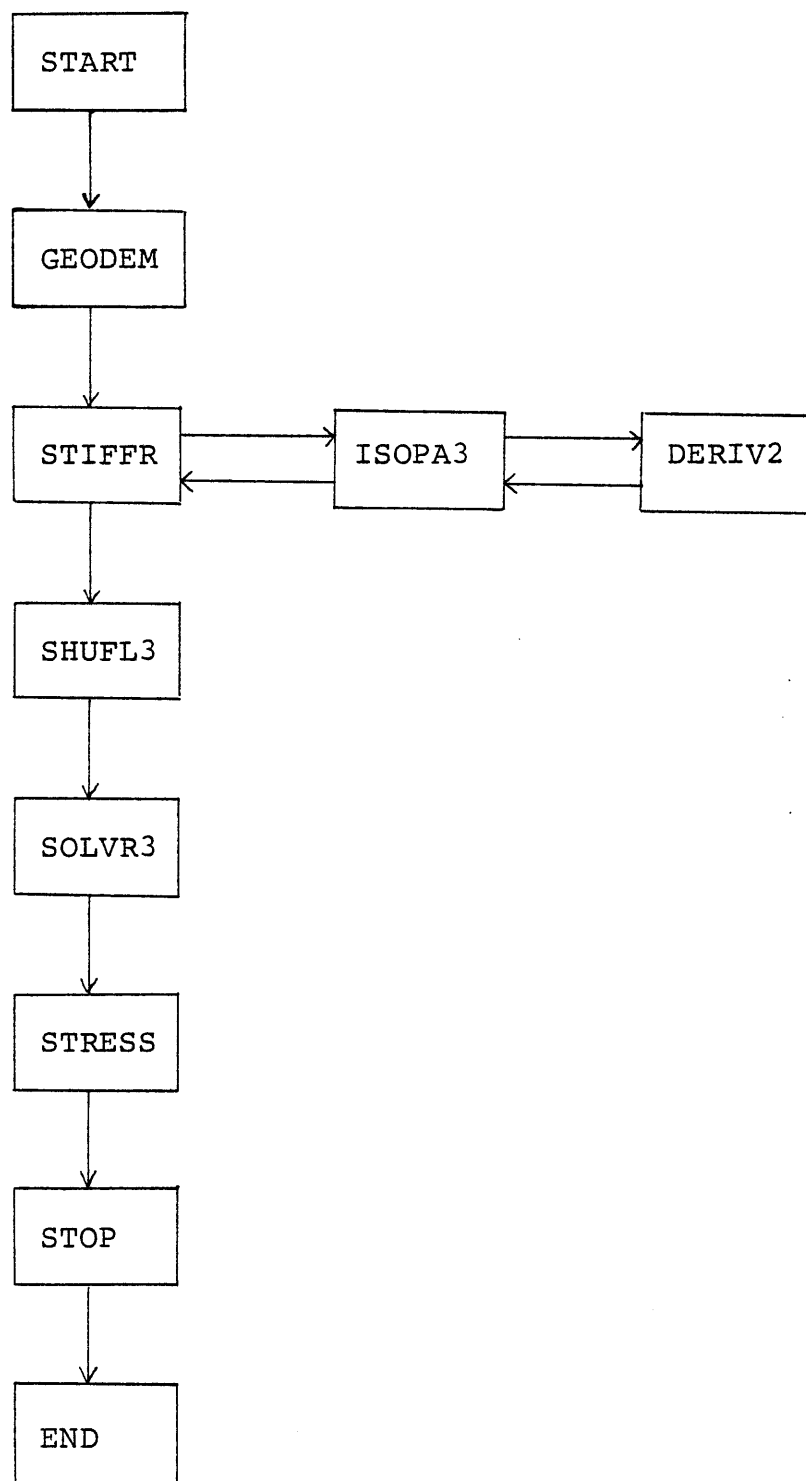 START
GEODEM
STIFFR
ISOPA3
DERIV2
SHUFL3
SOLVR3
STRESS
STOP
END